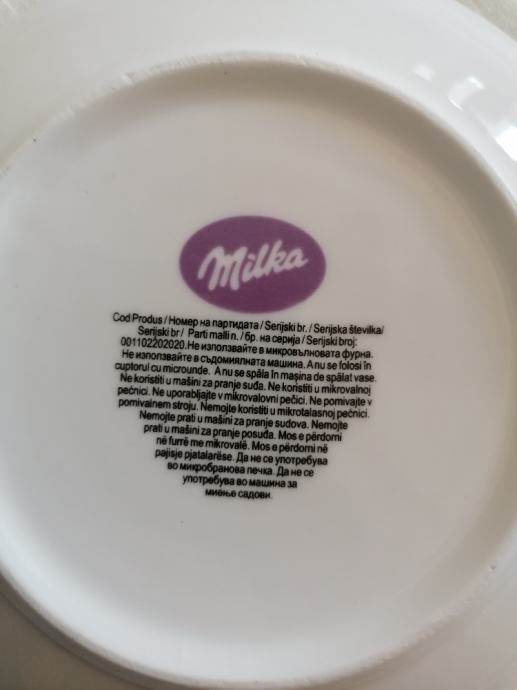 Milka
Cod Produs / Номер на партидата / Serijski br. / Serijska številka/
Serijski br / Parti malli n. / бр. на серија / Serijski broj:
001102202020.Не използвайте в микровълновата фурна.
Не използвайте в съдомиялната машина. A nu se folosi în
cuptorul cu microunde. A nu se spăla în mașina de spălat vase.
Ne koristiti u mašini za pranje suđa. Ne koristiti u mikrovalnoj
pećnici. Ne uporabljajte v mikrovalovni pečici. Ne pomivajte v
pomivalnem stroju. Nemojte koristiti u mikrotalasnoj pećnici.
Nemojte prati u mašini za pranje sudova. Nemojte
prati u mašini za pranje posuđa. Mos e përdorni
në furrë me mikrovalë. Mos e përdorni në
pajisje pjatalarëse. Да не се употребува
во микробранова печка. Да не се
употребува во машина за
миење садови.